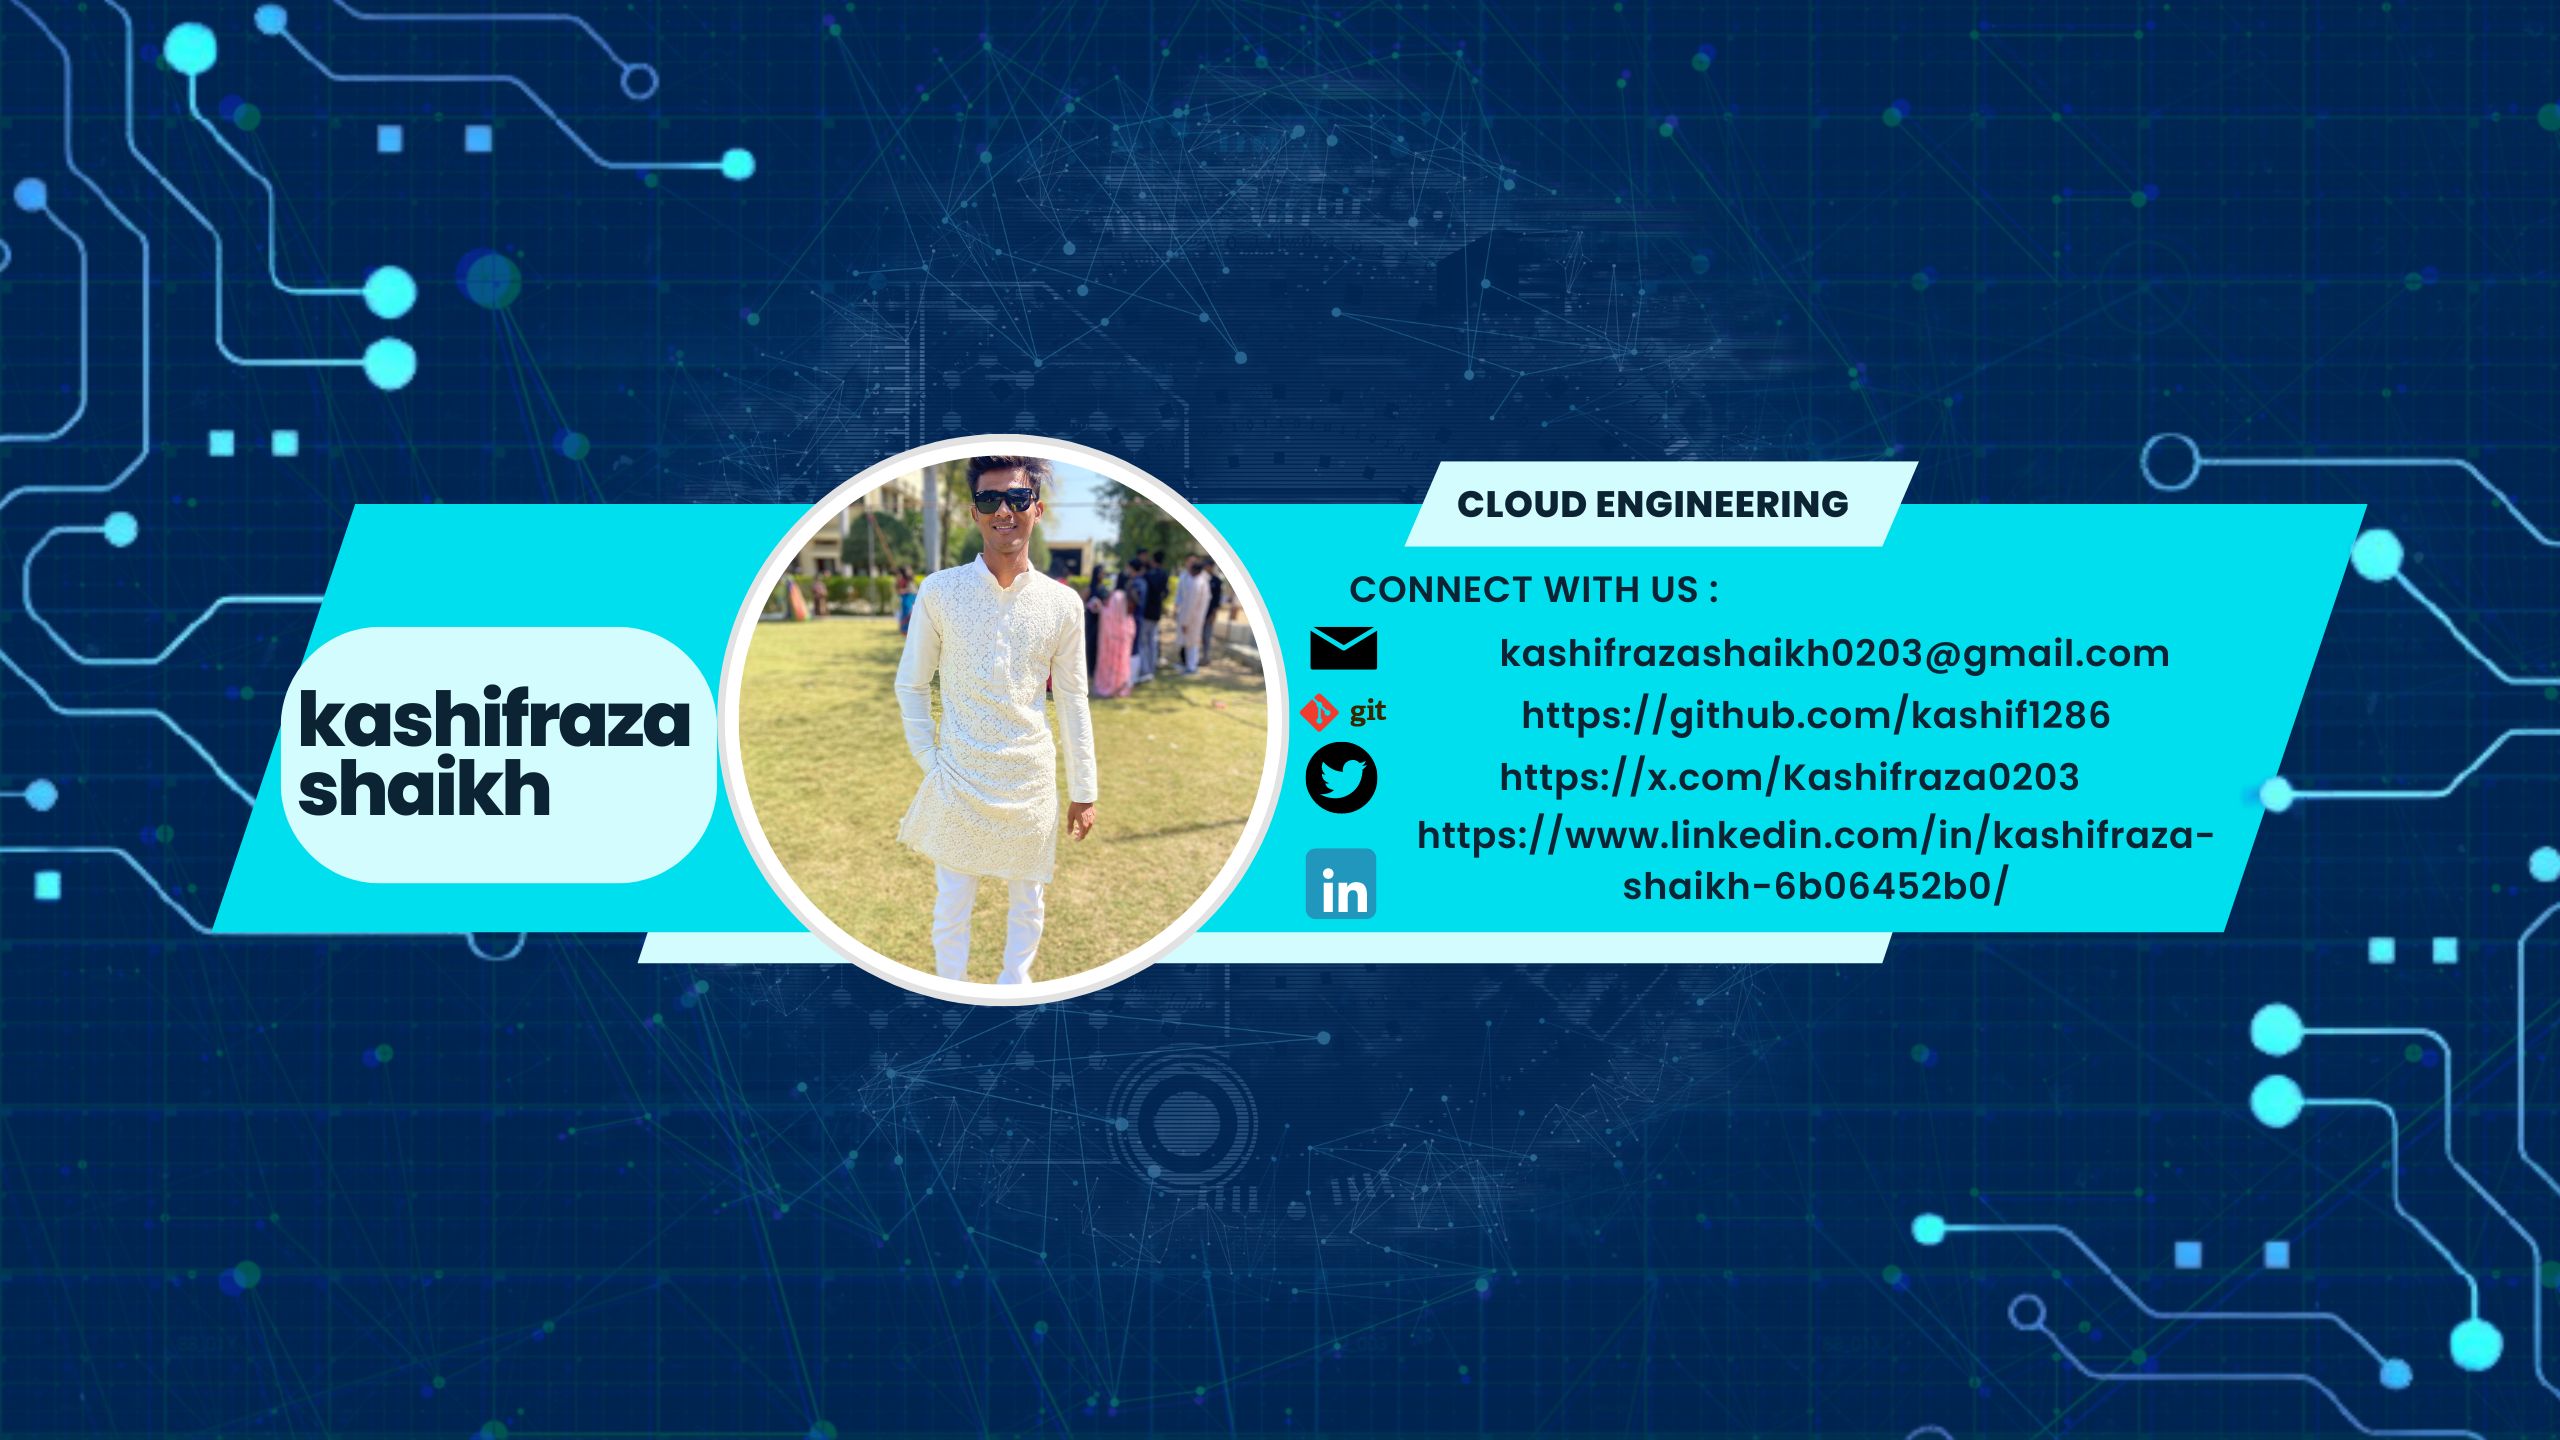 kashifraza
shaikh
CLOUD ENGINEERING
CONNECT WITH US :
kashifrazashaikh0203@gmail.com
git
https://github.com/kashif1286
https://x.com/Kashifraza0203
in
https://www.linkedin.com/in/kashifraza-
shaikh-6b06452b0/